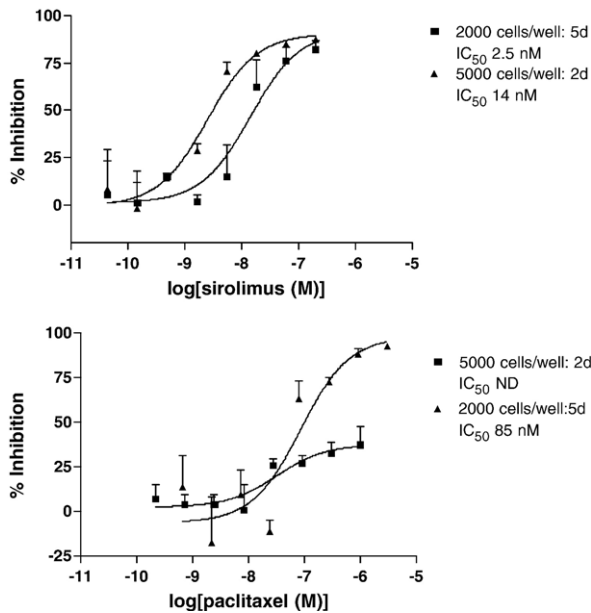 100
75
50
25
0
% Inhibition
-11 -10 -9 -8 -7 -6 -5
log[sirolimus (M)]
2000 cells/well: 5d
IC50 2.5 nM
5000 cells/well: 2d
IC50 14 nM
100
75
50
25
0
-25
% Inhibition
-11 -10 -9 -8 -7 -6 -5
log[paclitaxel (M)]
5000 cells/well: 2d
IC50 ND
2000 cells/well:5d
IC50 85 nM